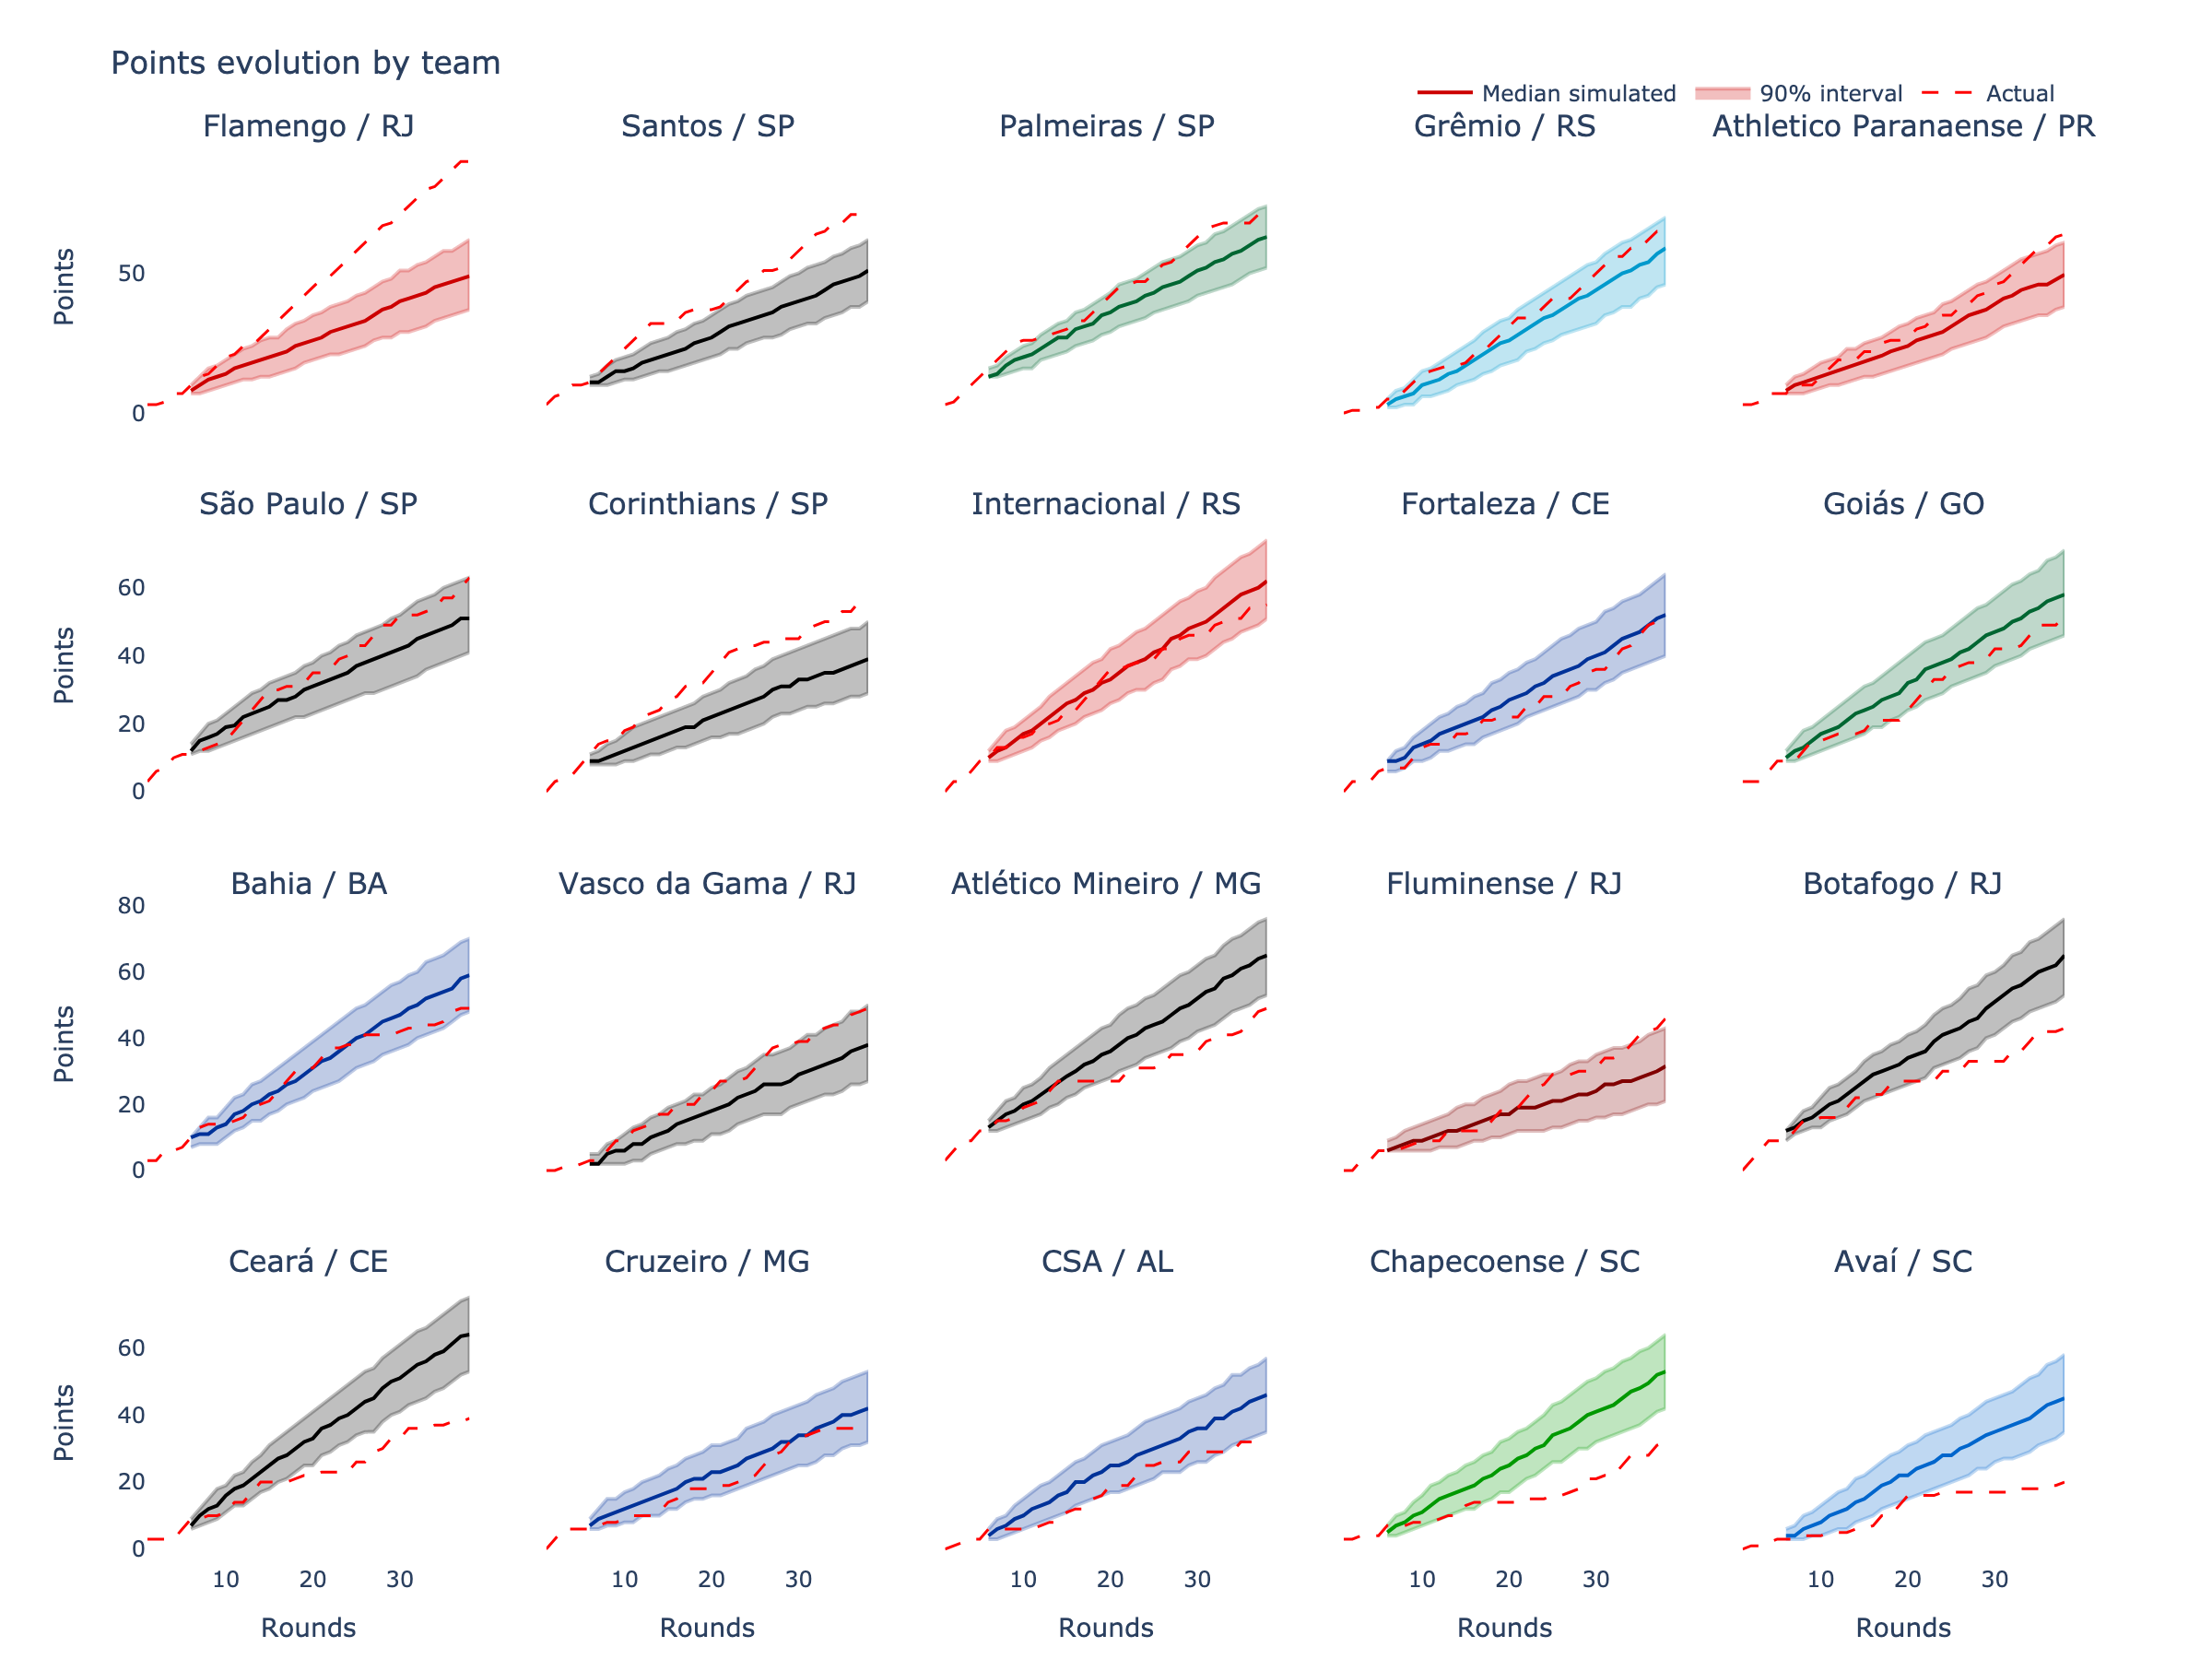 Points evolution by team
Median simulated 90% interval Actual
Flamengo / RJ Santos / SP Palmeiras / SP Grêmio / RS Athletico Paranaense / PR
Points
50
0
São Paulo / SP Corinthians / SP Internacional / RS Fortaleza / CE Goiás / GO
Points
60
40
20
0
Bahia / BA Vasco da Gama / RJ Atlético Mineiro / MG Fluminense / RJ Botafogo / RJ
Points
80
60
40
20
0
Ceará / CE Cruzeiro / MG CSA / AL Chapecoense / SC Avaí / SC
Points
60
40
20
0
10 20 30 10 20 30 10 20 30 10 20 30 10 20 30
Rounds Rounds Rounds Rounds Rounds